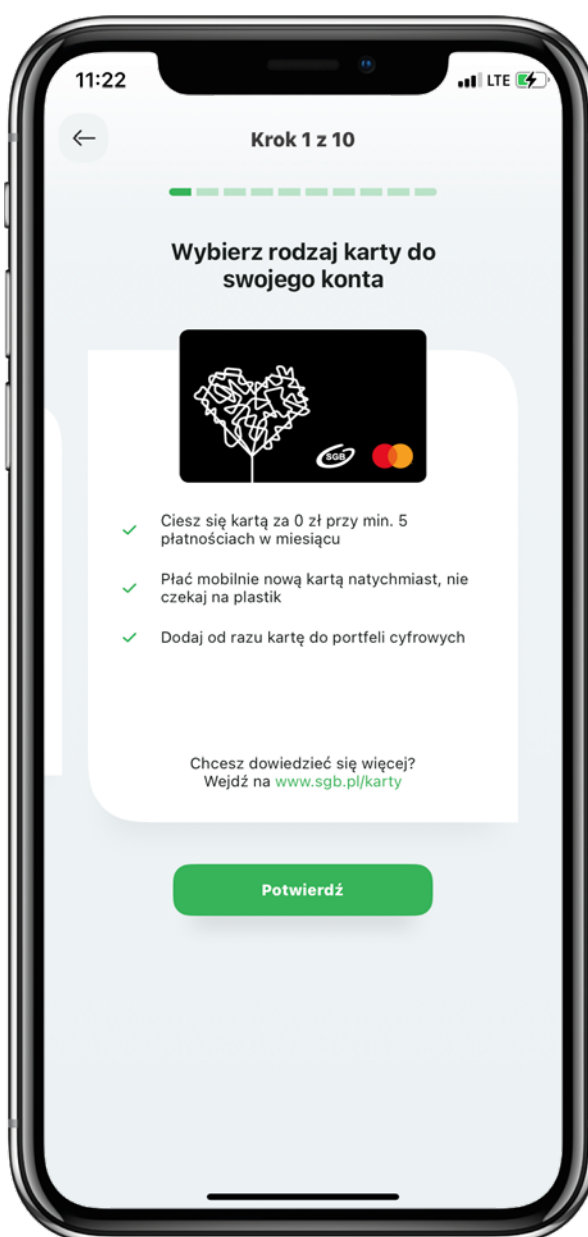 11:22
LTE
Krok 1 z 10
Wybierz rodzaj karty do
swojego konta
SGB
Ciesz się kartą za 0 zł przy min. 5
płatnościach w miesiącu
Płać mobilnie nową kartą natychmiast, nie
czekaj na plastik
Dodaj od razu kartę do portfeli cyfrowych
Chcesz dowiedzieć się więcej?
Wejdź na www.sgb.pl/karty
Potwierdź